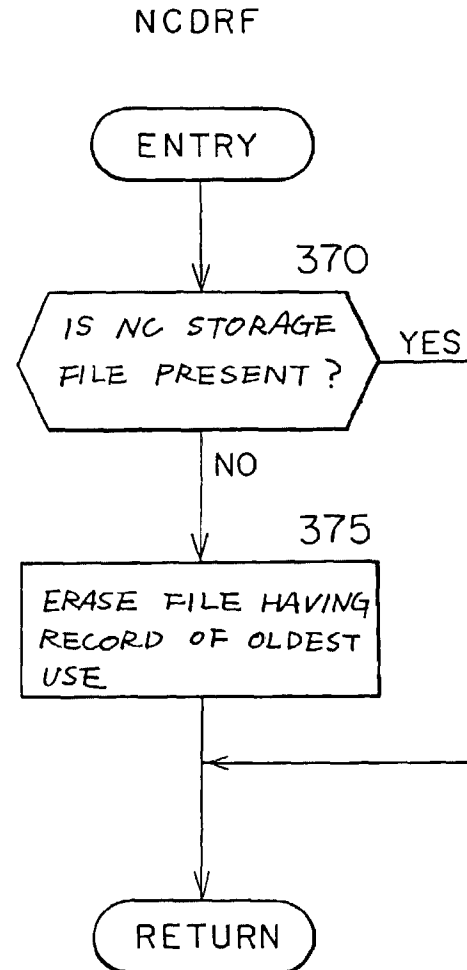 NCDRF
ENTRY
370
IS NC STORAGE
FILE PRESENT?
YES
NO
375
ERASE FILE HAVING
RECORD OF OLDEST
USE
RETURN